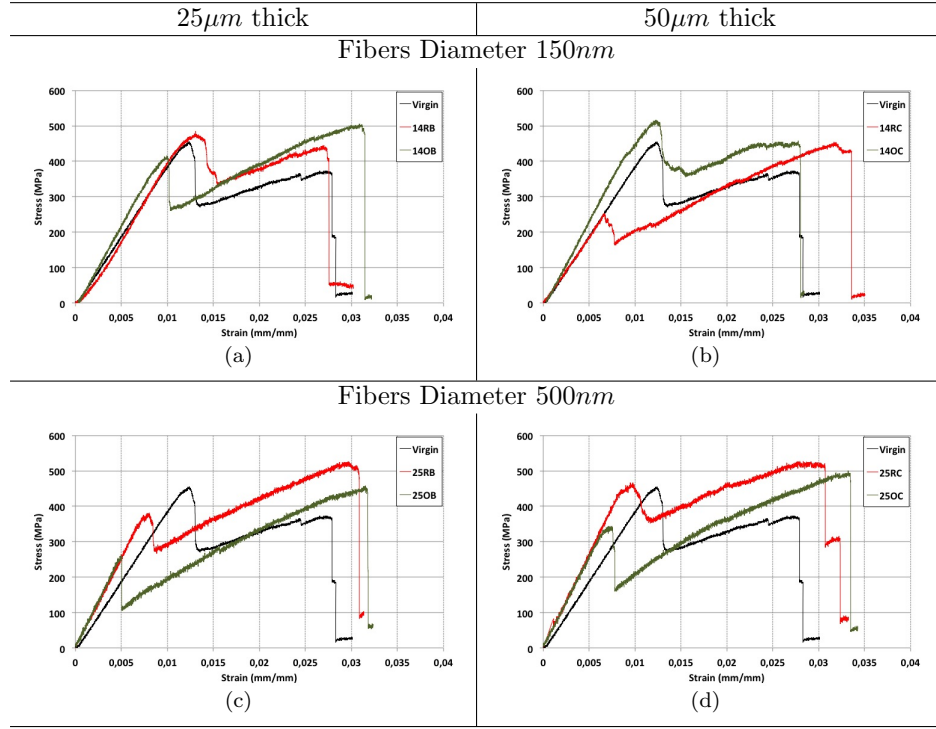 25μm thick 50μm thick
Fibers Diameter 150nm
600
500
400
300
200
100
0
Stress (MPa)
0 0,005 0,01 0,015 0,02 0,025 0,03 0,035 0,04
Strain (mm/mm)
Virgin
14RB
14OB
(a)
600
500
400
300
200
100
0
Stress (MPa)
0 0,005 0,01 0,015 0,02 0,025 0,03 0,035 0,04
Strain (mm/mm)
Virgin
14RC
14OC
(b)
Fibers Diameter 500nm
600
500
400
300
200
100
0
Stress (MPa)
0 0,005 0,01 0,015 0,02 0,025 0,03 0,035 0,04
Strain (mm/mm)
Virgin
25RB
25OB
(c)
600
500
400
300
200
100
0
Stress (MPa)
0 0,005 0,01 0,015 0,02 0,025 0,03 0,035 0,04
Strain (mm/mm)
Virgin
25RC
25OC
(d)